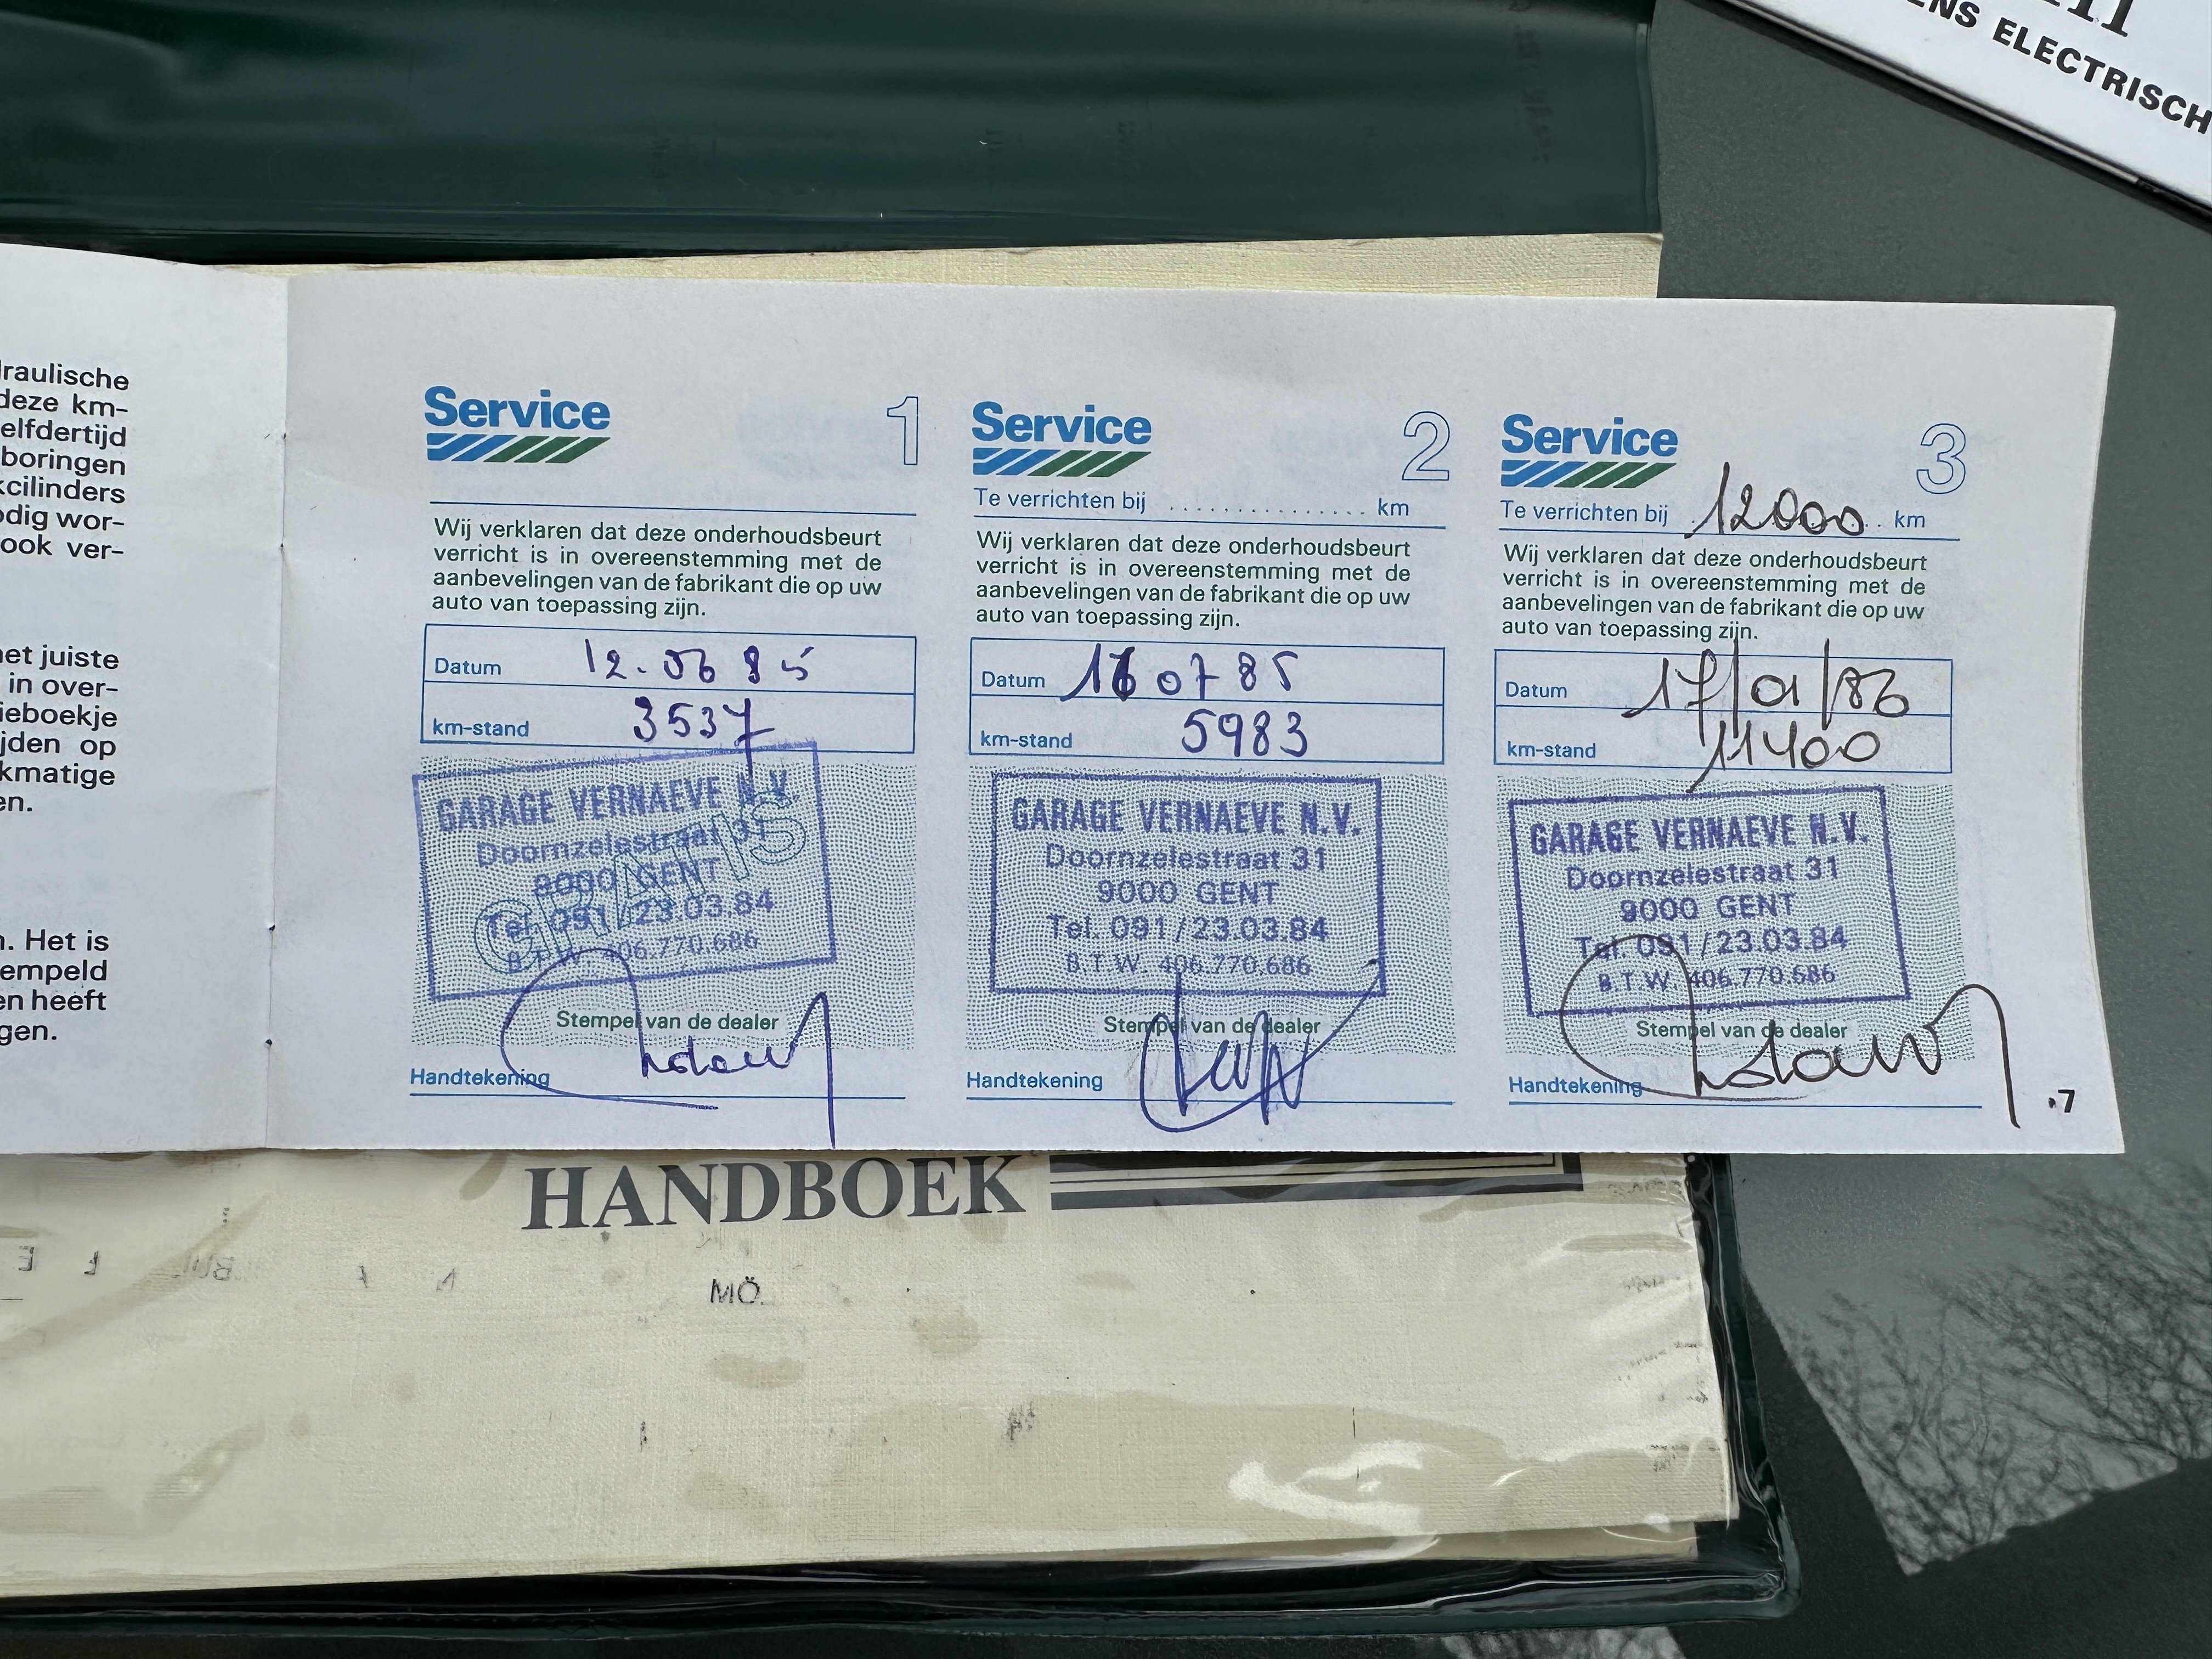 ENS ELECTRISCH
draulische
deze km-
elfdertijd
boringen
kcilinders
odig wor-
ook ver-
net juiste
in over-
ieboekje
jden op
kmatige
en.
n. Het is
empeld
en heeft
gen.
Service 1
Wij verklaren dat deze onderhoudsbeurt
verricht is in overeenstemming met de
aanbevelingen van de fabrikant die op uw
auto van toepassing zijn.
Datum 12.06 85
km-stand 3537
GRATIS
GARAGE VERNAEVE N.V.
Doornzelestraat 31
9000 GENT
Tel. 091/23.03.84
B.T.W. 406.770.686
Stempel van de dealer
Handtekening
Service 2
Te verrichten bij ............... km
Wij verklaren dat deze onderhoudsbeurt
verricht is in overeenstemming met de
aanbevelingen van de fabrikant die op uw
auto van toepassing zijn.
Datum 16 07 85
km-stand 5983
GARAGE VERNAEVE N.V.
Doornzelestraat 31
9000 GENT
Tel. 091/23.03.84
B.T.W. 406.770.686
Stempel van de dealer
Handtekening
Service 3
Te verrichten bij 12000 km
Wij verklaren dat deze onderhoudsbeurt
verricht is in overeenstemming met de
aanbevelingen van de fabrikant die op uw
auto van toepassing zijn.
Datum 17/01/86
km-stand 11400
GARAGE VERNAEVE N.V.
Doornzelestraat 31
9000 GENT
Tel. 091/23.03.84
B.T.W. 406.770.686
Stempel van de dealer
Handtekening
.7
HANDBOEK
MÖ